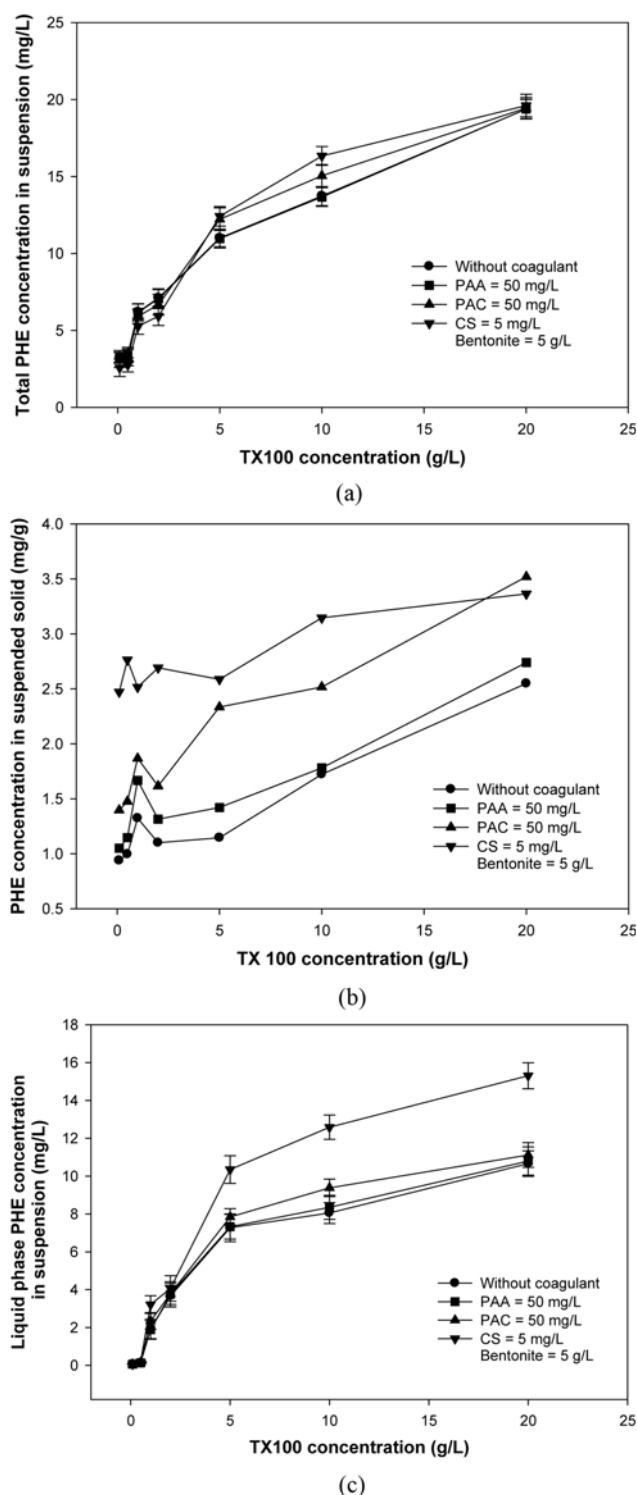 Total PHE concentration in suspension (mg/L)
25
20
15
10
5
0
Without coagulant
PAA = 50 mg/L
PAC = 50 mg/L
CS = 5 mg/L
Bentonite = 5 g/L
0 5 10 15 20 25
TX100 concentration (g/L)
(a)
PHE concentration in suspended solid (mg/g)
4.0
3.5
3.0
2.5
2.0
1.5
1.0
0.5
Without coagulant
PAA = 50 mg/L
PAC = 50 mg/L
CS = 5 mg/L
Bentonite = 5 g/L
0 5 10 15 20 25
TX 100 concentration (g/L)
(b)
Liquid phase PHE concentration
in suspension (mg/L)
18
16
14
12
10
8
6
4
2
0
Without coagulant
PAA = 50 mg/L
PAC = 50 mg/L
CS = 5 mg/L
Bentonite = 5 g/L
0 5 10 15 20 25
TX100 concentration (g/L)
(c)